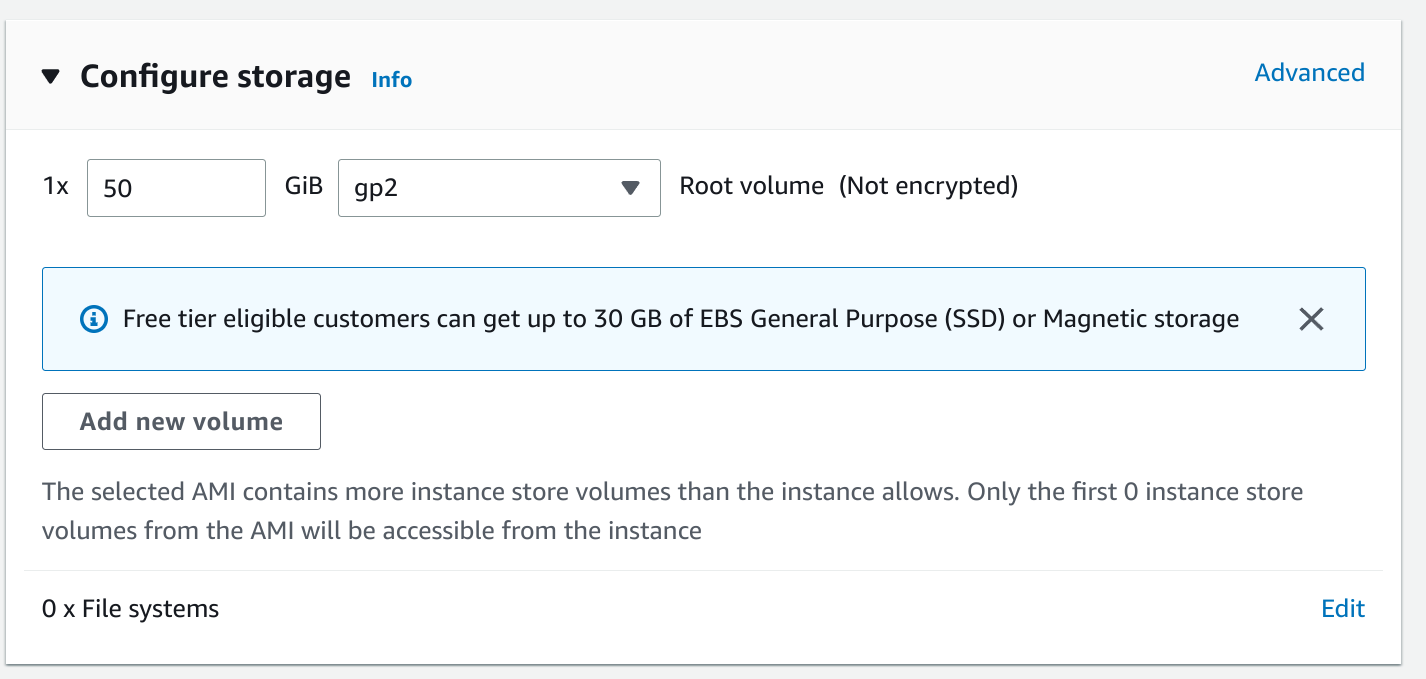 Configure storage Info Advanced
1x 50 GiB gp2 Root volume (Not encrypted)
Free tier eligible customers can get up to 30 GB of EBS General Purpose (SSD) or Magnetic storage
Add new volume
The selected AMI contains more instance store volumes than the instance allows. Only the first 0 instance store
volumes from the AMI will be accessible from the instance
0 x File systems Edit